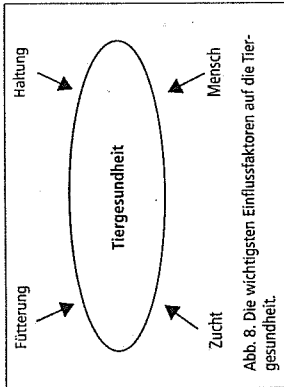 Fütterung Haltung
Tiergesundheit
Zucht Mensch
Abb. 8. Die wichtigsten Einflussfaktoren auf die Tier-
gesundheit.